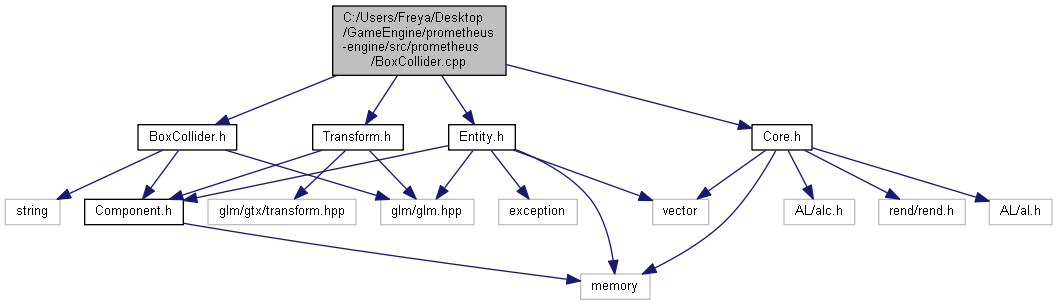 C:/Users/Freya/Desktop
/GameEngine/prometheus
-engine/src/prometheus
/BoxCollider.cpp
BoxCollider.h
Transform.h
Entity.h
Core.h
string
Component.h
glm/gtx/transform.hpp
glm/glm.hpp
exception
vector
AL/alc.h
rend/rend.h
AL/al.h
memory